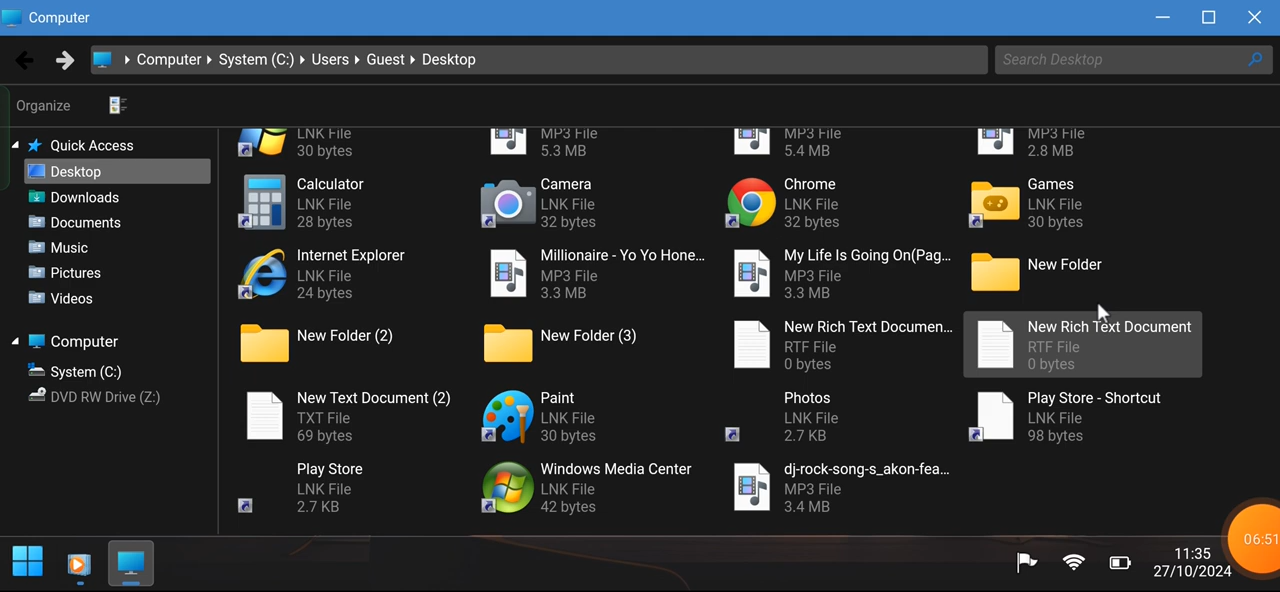 Computer
Computer System (C:) Users Guest Desktop
Search Desktop
Organize
Quick Access
Desktop
Downloads
Documents
Music
Pictures
Videos
Computer
System (C:)
DVD RW Drive (Z:)
LNK File
30 bytes
MP3 File
5.3 MB
MP3 File
5.4 MB
MP3 File
2.8 MB
Calculator
LNK File
28 bytes
Camera
LNK File
32 bytes
Chrome
LNK File
32 bytes
Games
LNK File
30 bytes
Internet Explorer
LNK File
24 bytes
Millionaire - Yo Yo Hone...
MP3 File
3.3 MB
My Life Is Going On(Pag...
MP3 File
3.3 MB
New Folder
New Folder (2)
New Folder (3)
New Rich Text Documen...
RTF File
0 bytes
New Rich Text Document
RTF File
0 bytes
New Text Document (2)
TXT File
69 bytes
Paint
LNK File
30 bytes
Photos
LNK File
2.7 KB
Play Store - Shortcut
LNK File
98 bytes
Play Store
LNK File
2.7 KB
Windows Media Center
LNK File
42 bytes
dj-rock-song-s_akon-fea...
MP3 File
3.4 MB
06:51
11:35
27/10/2024